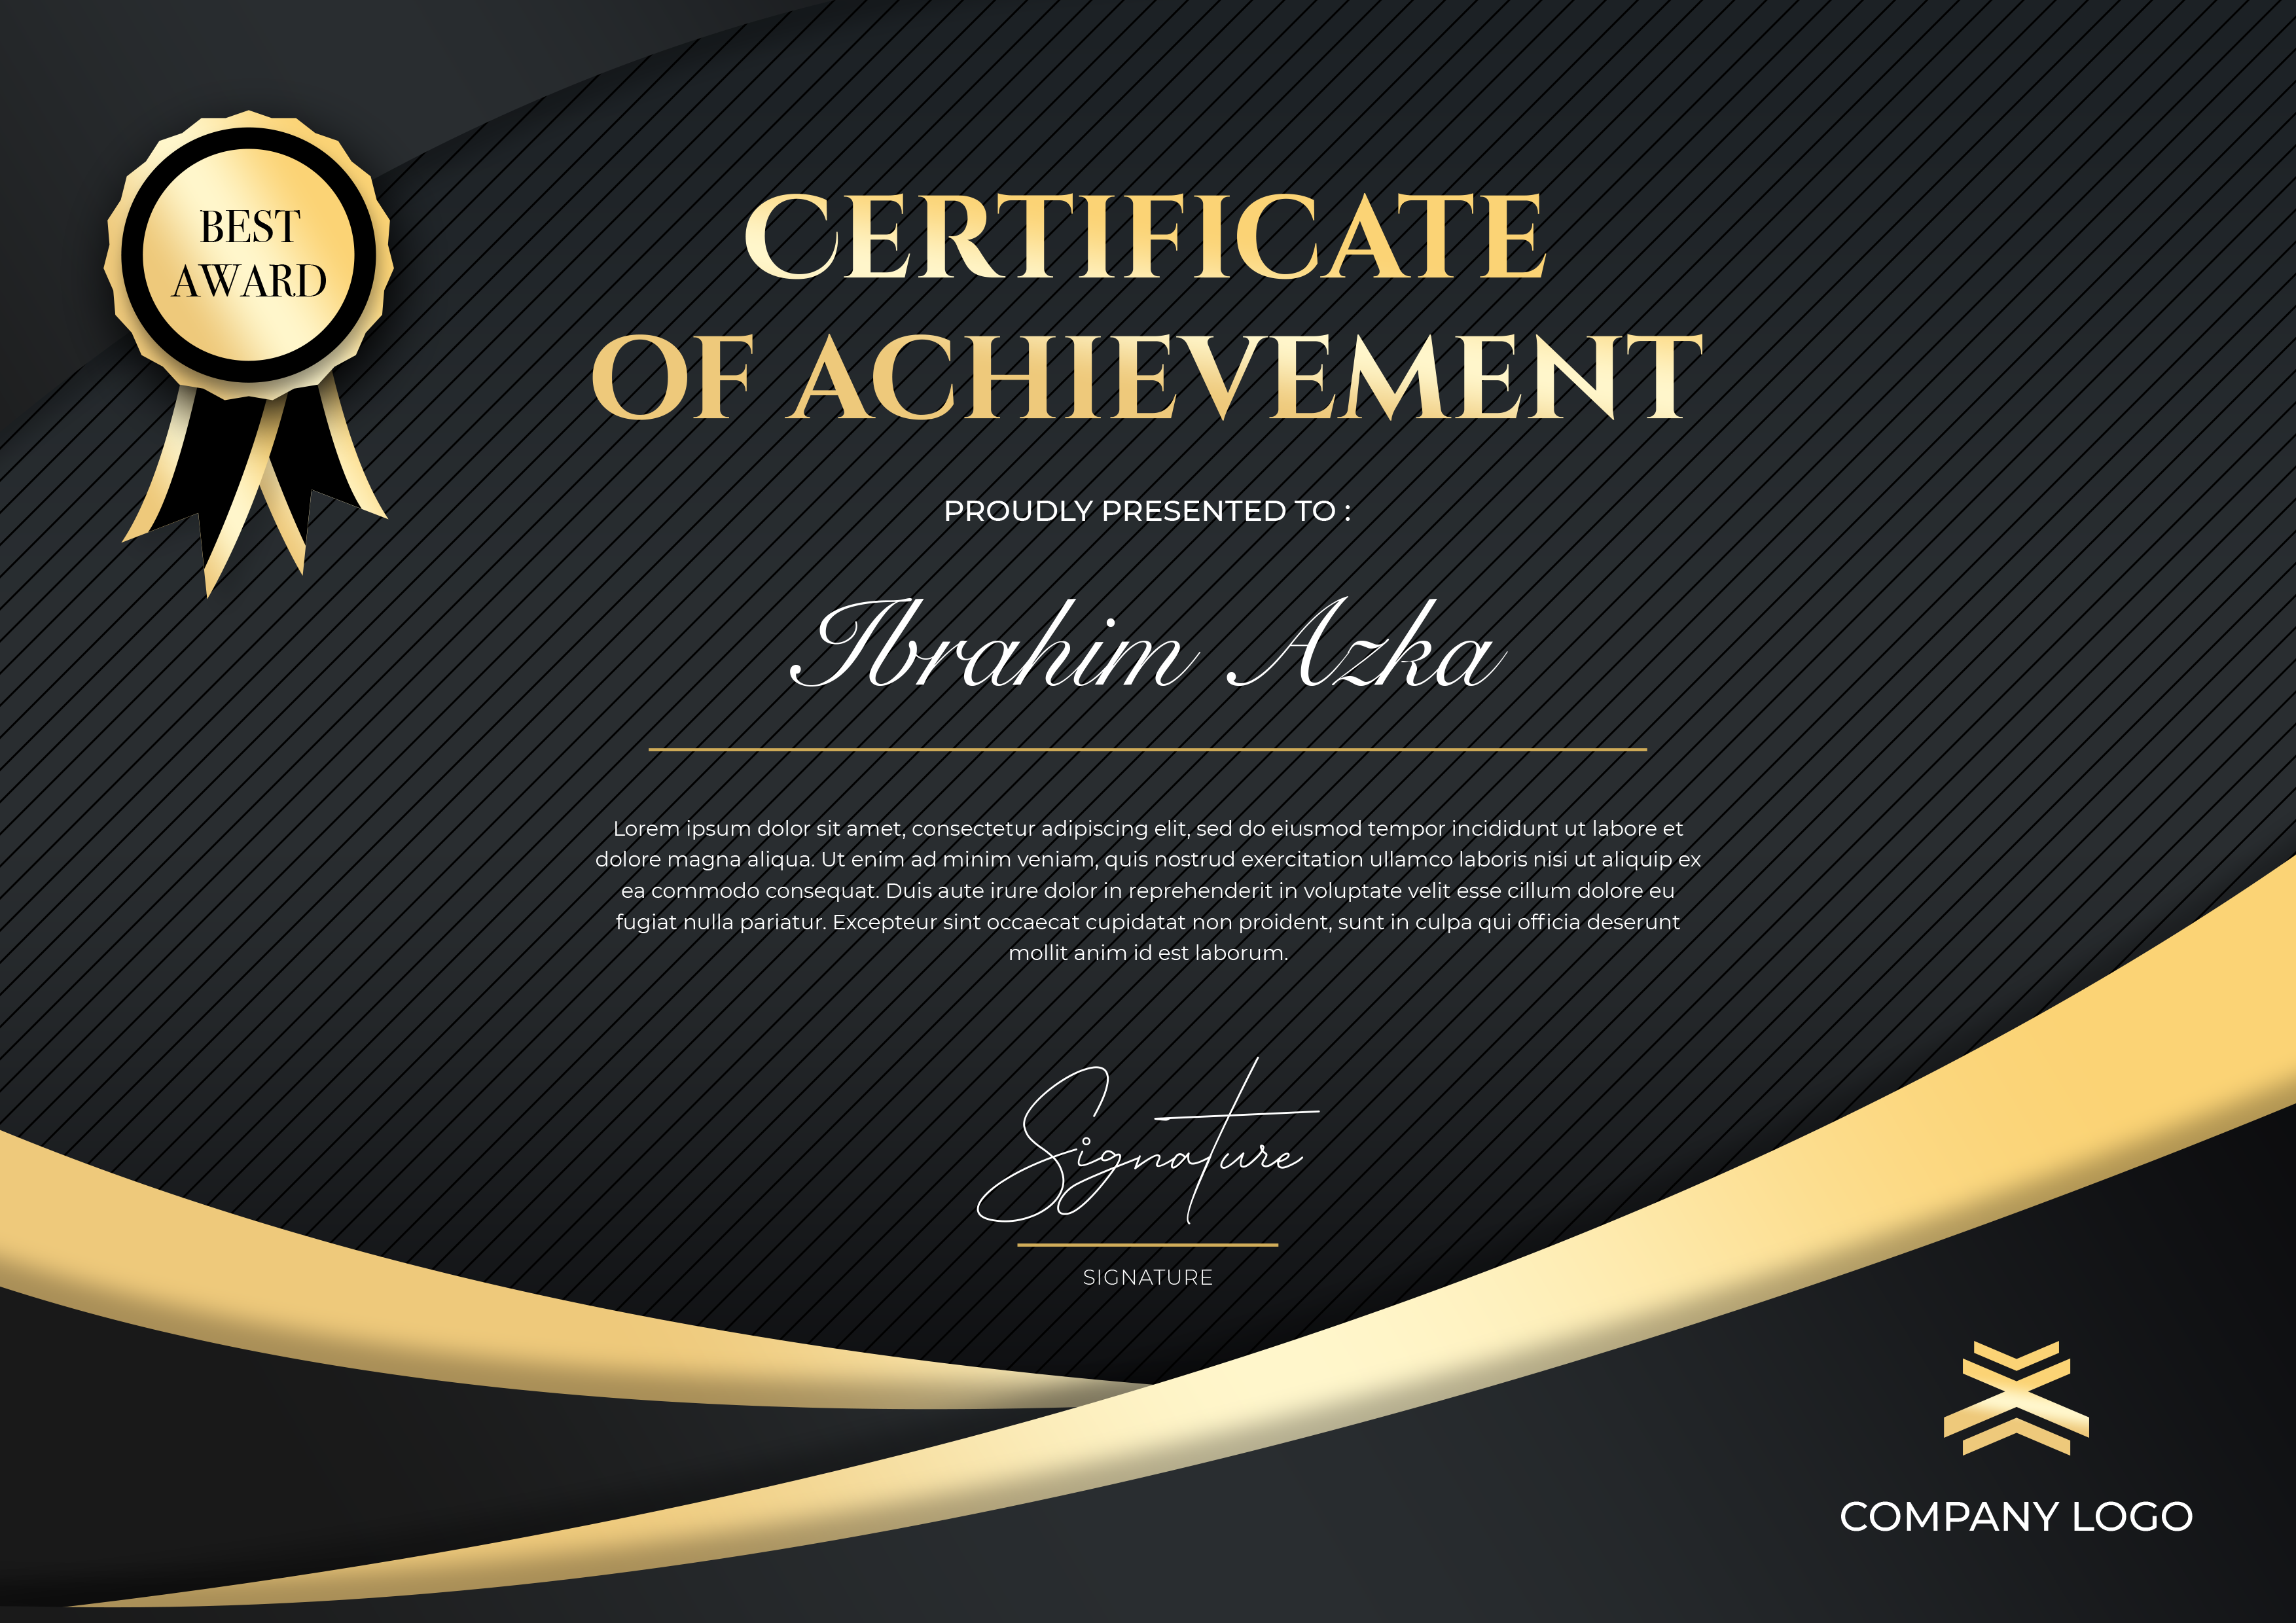 BEST
AWARD
CERTIFICATE
OF ACHIEVEMENT
PROUDLY PRESENTED TO :
Ibrahim Azka
Lorem ipsum dolor sit amet, consectetur adipiscing elit, sed do eiusmod tempor incididunt ut labore et
dolore magna aliqua. Ut enim ad minim veniam, quis nostrud exercitation ullamco laboris nisi ut aliquip ex
ea commodo consequat. Duis aute irure dolor in reprehenderit in voluptate velit esse cillum dolore eu
fugiat nulla pariatur. Excepteur sint occaecat cupidatat non proident, sunt in culpa qui officia deserunt
mollit anim id est laborum.
Signature
SIGNATURE
COMPANY LOGO